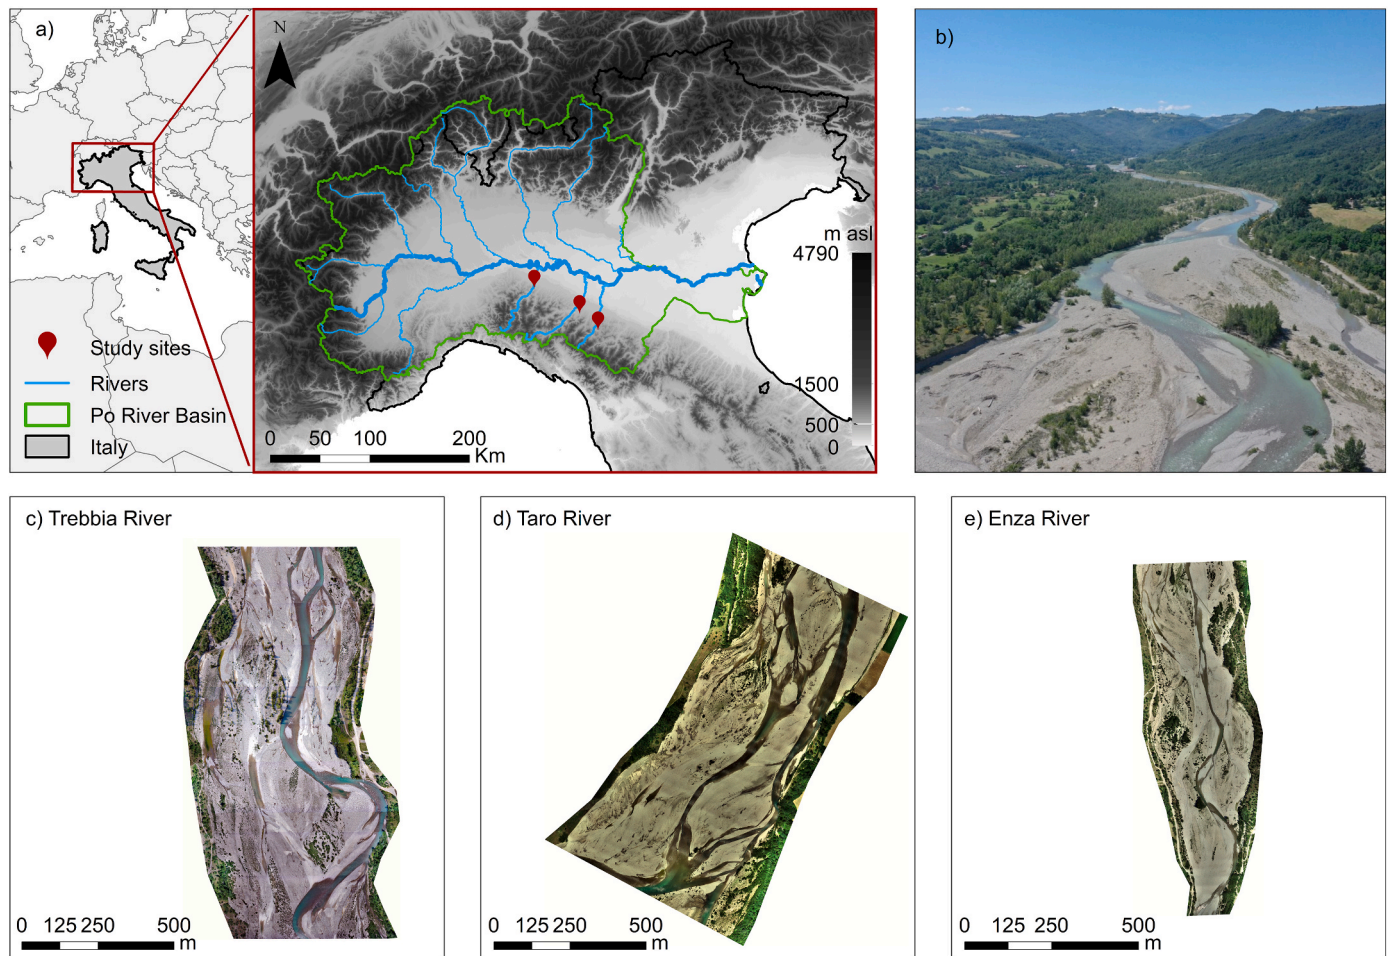 a)
N
m asl
4790
1500
500
0
Study sites
Rivers
Po River Basin
Italy
0 50 100 200
Km
b)
c) Trebbia River
0 125 250 500
m
d) Taro River
0 125 250 500
m
e) Enza River
0 125 250 500
m